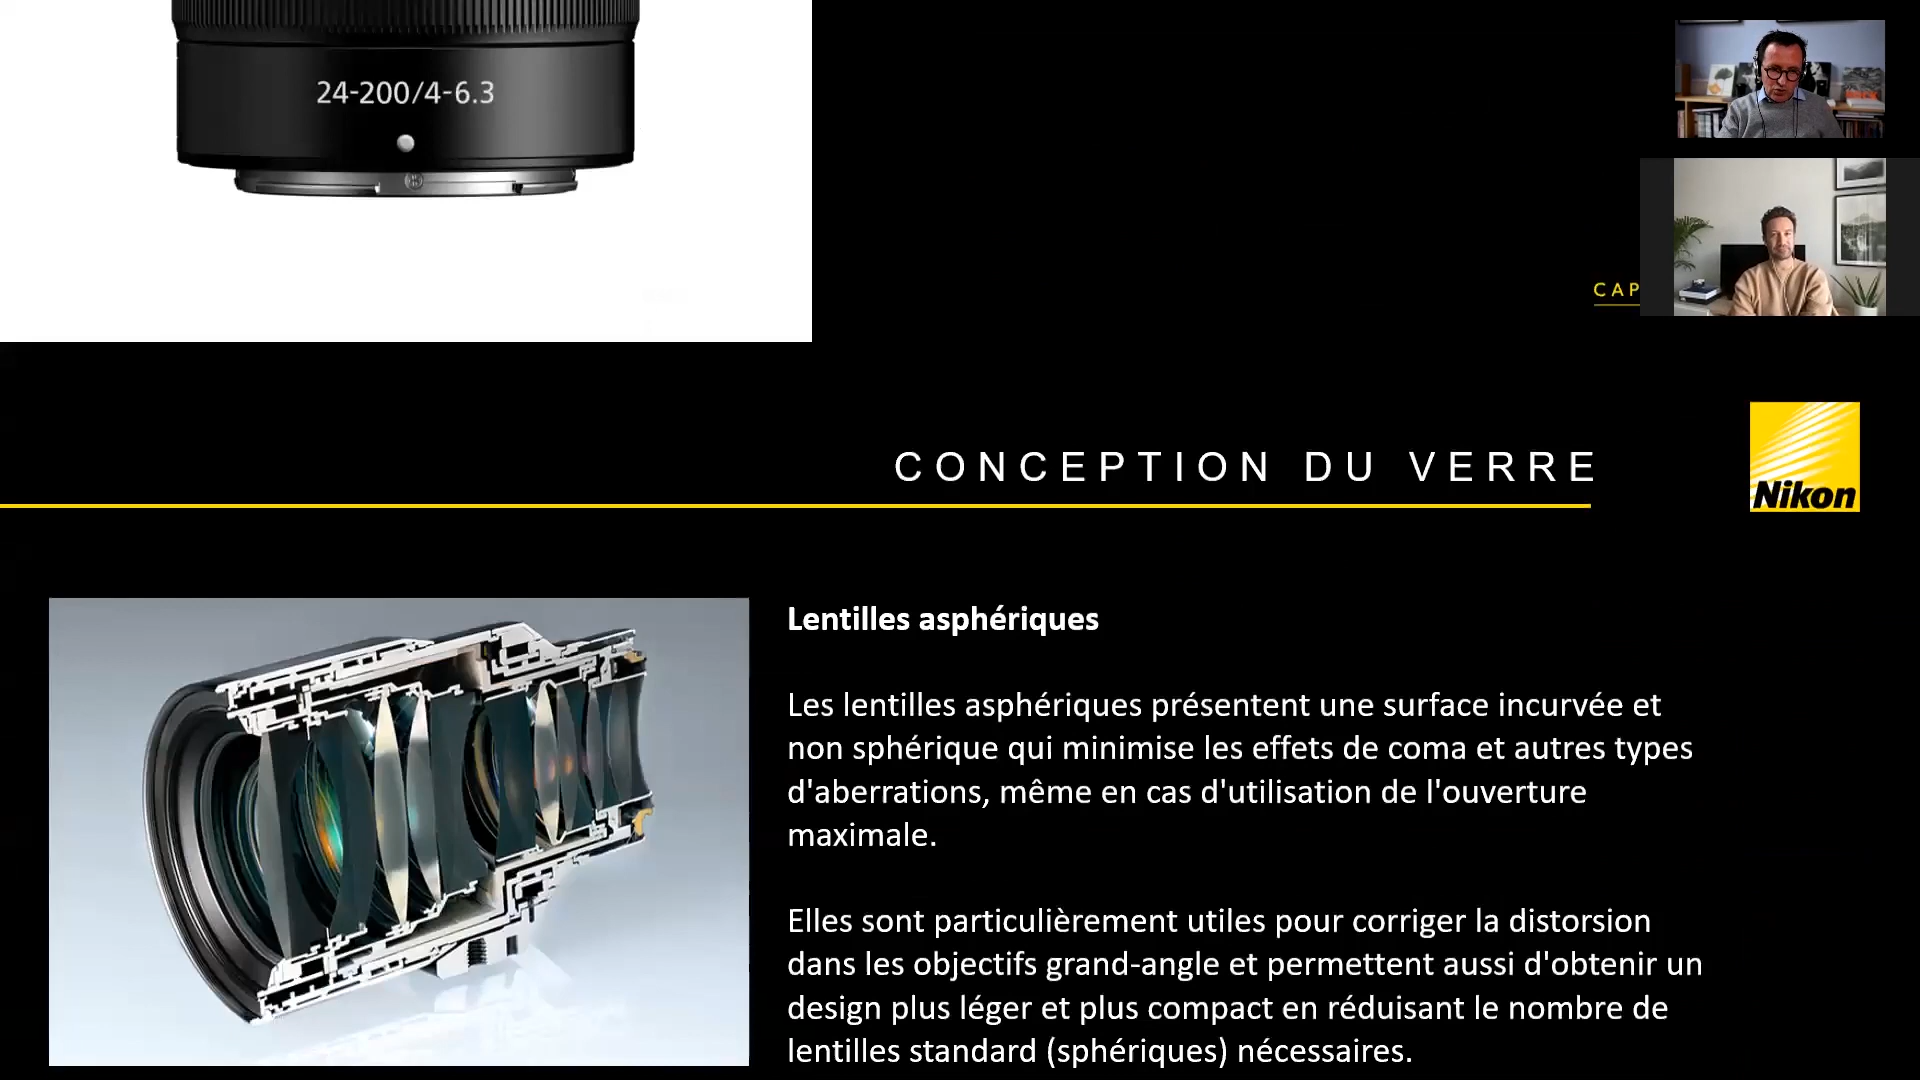 24-200/4-6.3
CAP
CONCEPTION DU VERRE
Nikon
Lentilles asphériques
Les lentilles asphériques présentent une surface incurvée et
non sphérique qui minimise les effets de coma et autres types
d'aberrations, même en cas d'utilisation de l'ouverture
maximale.
Elles sont particulièrement utiles pour corriger la distorsion
dans les objectifs grand-angle et permettent aussi d'obtenir un
design plus léger et plus compact en réduisant le nombre de
lentilles standard (sphériques) nécessaires.